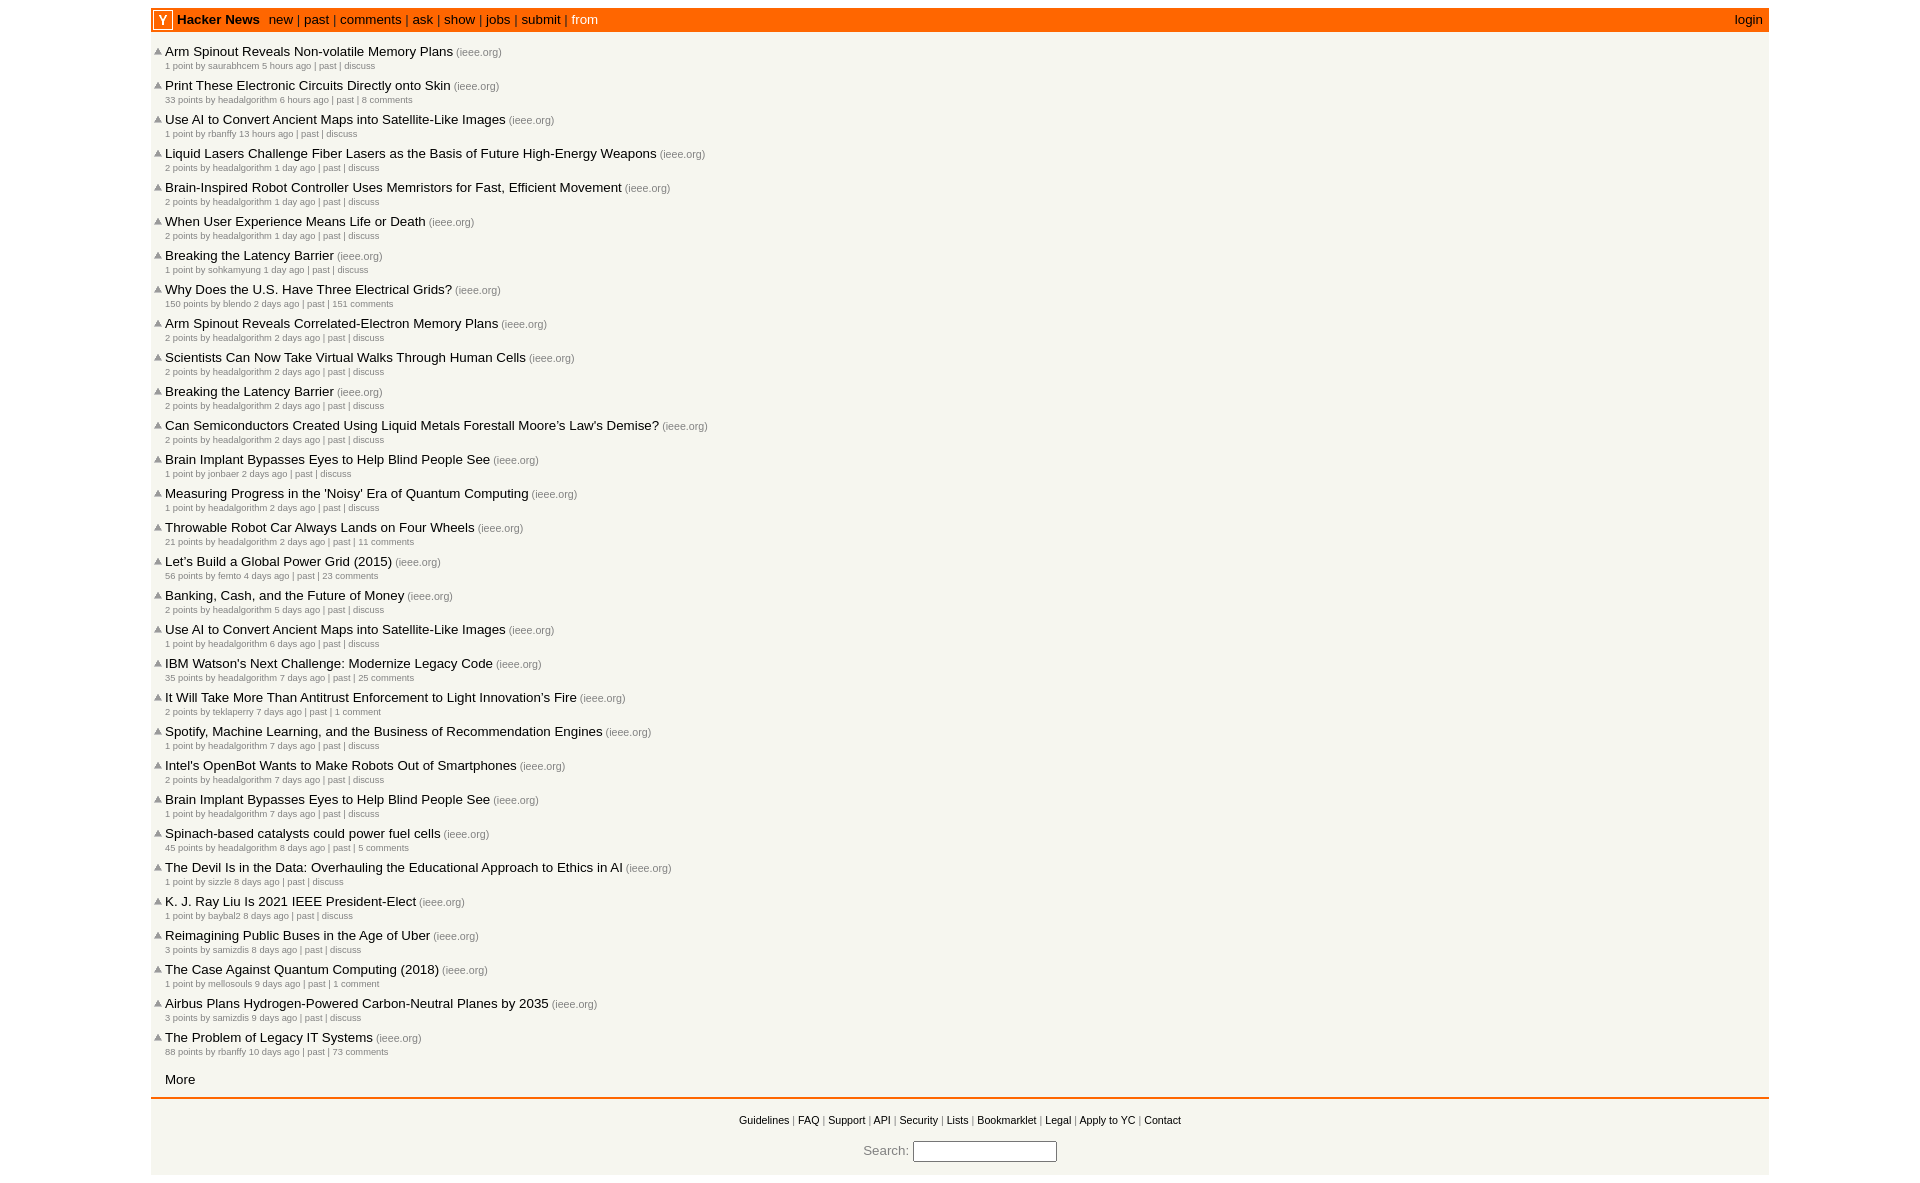 Y Hacker News new | past | comments | ask | show | jobs | submit | from login
Arm Spinout Reveals Non-volatile Memory Plans (ieee.org)
1 point by saurabhcem 5 hours ago | past | discuss
Print These Electronic Circuits Directly onto Skin (ieee.org)
33 points by headalgorithm 6 hours ago | past | 8 comments
Use AI to Convert Ancient Maps into Satellite-Like Images (ieee.org)
1 point by rbanffy 13 hours ago | past | discuss
Liquid Lasers Challenge Fiber Lasers as the Basis of Future High-Energy Weapons (ieee.org)
2 points by headalgorithm 1 day ago | past | discuss
Brain-Inspired Robot Controller Uses Memristors for Fast, Efficient Movement (ieee.org)
2 points by headalgorithm 1 day ago | past | discuss
When User Experience Means Life or Death (ieee.org)
2 points by headalgorithm 1 day ago | past | discuss
Breaking the Latency Barrier (ieee.org)
1 point by sohkamyung 1 day ago | past | discuss
Why Does the U.S. Have Three Electrical Grids? (ieee.org)
150 points by blendo 2 days ago | past | 151 comments
Arm Spinout Reveals Correlated-Electron Memory Plans (ieee.org)
2 points by headalgorithm 2 days ago | past | discuss
Scientists Can Now Take Virtual Walks Through Human Cells (ieee.org)
2 points by headalgorithm 2 days ago | past | discuss
Breaking the Latency Barrier (ieee.org)
2 points by headalgorithm 2 days ago | past | discuss
Can Semiconductors Created Using Liquid Metals Forestall Moore’s Law's Demise? (ieee.org)
2 points by headalgorithm 2 days ago | past | discuss
Brain Implant Bypasses Eyes to Help Blind People See (ieee.org)
1 point by jonbaer 2 days ago | past | discuss
Measuring Progress in the 'Noisy' Era of Quantum Computing (ieee.org)
1 point by headalgorithm 2 days ago | past | discuss
Throwable Robot Car Always Lands on Four Wheels (ieee.org)
21 points by headalgorithm 2 days ago | past | 11 comments
Let’s Build a Global Power Grid (2015) (ieee.org)
56 points by femto 4 days ago | past | 23 comments
Banking, Cash, and the Future of Money (ieee.org)
2 points by headalgorithm 5 days ago | past | discuss
Use AI to Convert Ancient Maps into Satellite-Like Images (ieee.org)
1 point by headalgorithm 6 days ago | past | discuss
IBM Watson's Next Challenge: Modernize Legacy Code (ieee.org)
35 points by headalgorithm 7 days ago | past | 25 comments
It Will Take More Than Antitrust Enforcement to Light Innovation’s Fire (ieee.org)
2 points by teklaperry 7 days ago | past | 1 comment
Spotify, Machine Learning, and the Business of Recommendation Engines (ieee.org)
1 point by headalgorithm 7 days ago | past | discuss
Intel's OpenBot Wants to Make Robots Out of Smartphones (ieee.org)
2 points by headalgorithm 7 days ago | past | discuss
Brain Implant Bypasses Eyes to Help Blind People See (ieee.org)
1 point by headalgorithm 7 days ago | past | discuss
Spinach-based catalysts could power fuel cells (ieee.org)
45 points by headalgorithm 8 days ago | past | 5 comments
The Devil Is in the Data: Overhauling the Educational Approach to Ethics in AI (ieee.org)
1 point by sizzle 8 days ago | past | discuss
K. J. Ray Liu Is 2021 IEEE President-Elect (ieee.org)
1 point by baybal2 8 days ago | past | discuss
Reimagining Public Buses in the Age of Uber (ieee.org)
3 points by samizdis 8 days ago | past | discuss
The Case Against Quantum Computing (2018) (ieee.org)
1 point by mellosouls 9 days ago | past | 1 comment
Airbus Plans Hydrogen-Powered Carbon-Neutral Planes by 2035 (ieee.org)
3 points by samizdis 9 days ago | past | discuss
The Problem of Legacy IT Systems (ieee.org)
88 points by rbanffy 10 days ago | past | 73 comments
More
Guidelines | FAQ | Support | API | Security | Lists | Bookmarklet | Legal | Apply to YC | Contact
Search: